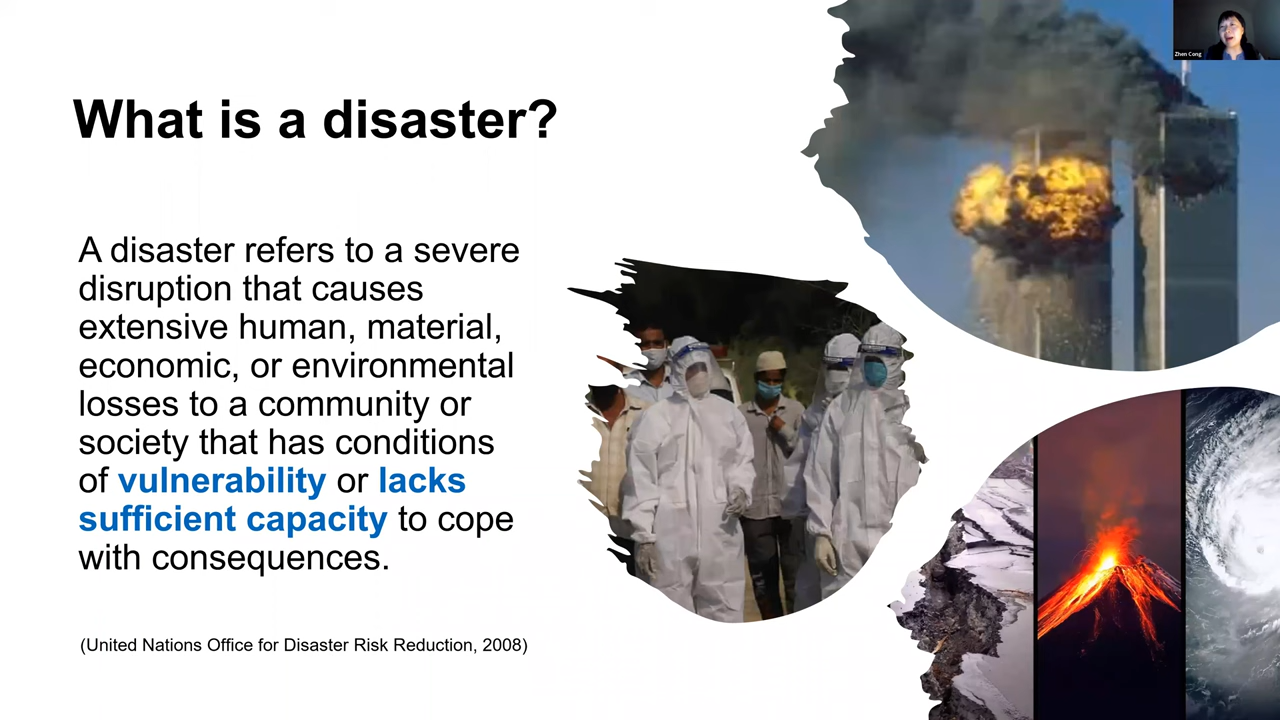 Zhen Cong
What is a disaster?
A disaster refers to a severe
disruption that causes
extensive human, material,
economic, or environmental
losses to a community or
society that has conditions
of vulnerability or lacks
sufficient capacity to cope
with consequences.
(United Nations Office for Disaster Risk Reduction, 2008)